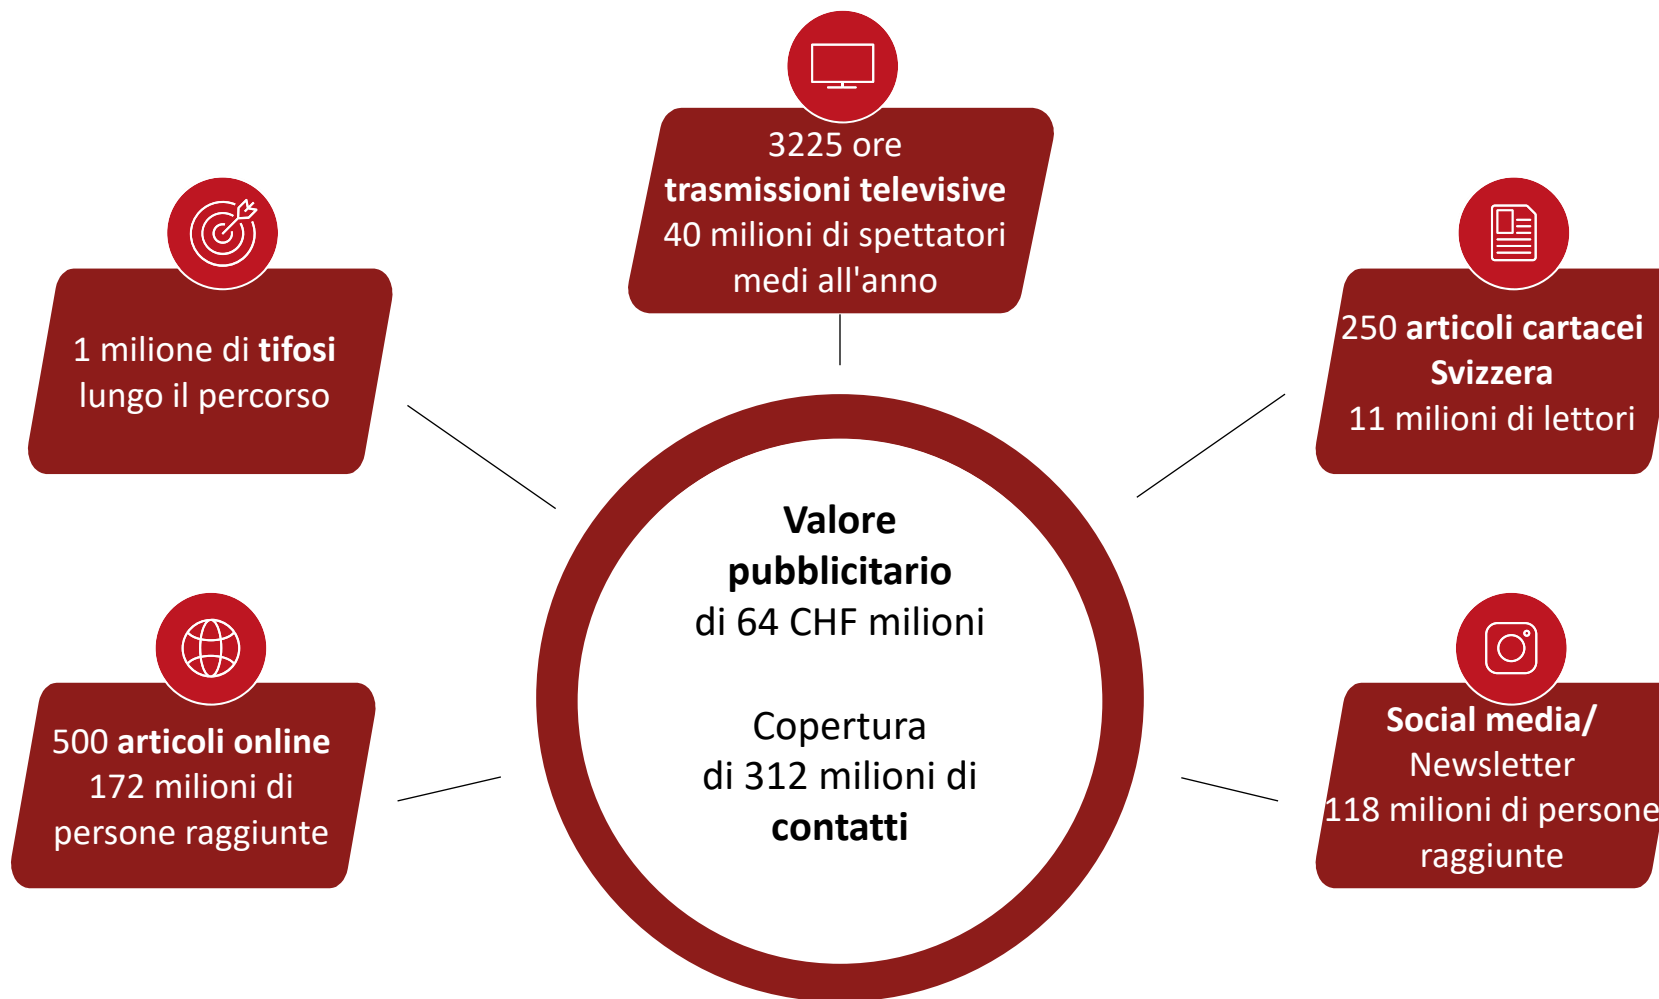 3225 ore
trasmissioni televisive
40 milioni di spettatori
medi all'anno
1 milione di tifosi
lungo il percorso
250 articoli cartacei
Svizzera
11 milioni di lettori
Valore
pubblicitario
di 64 CHF milioni
Copertura
di 312 milioni di
contatti
500 articoli online
172 milioni di
persone raggiunte
Social media/
Newsletter
118 milioni di persone
raggiunte